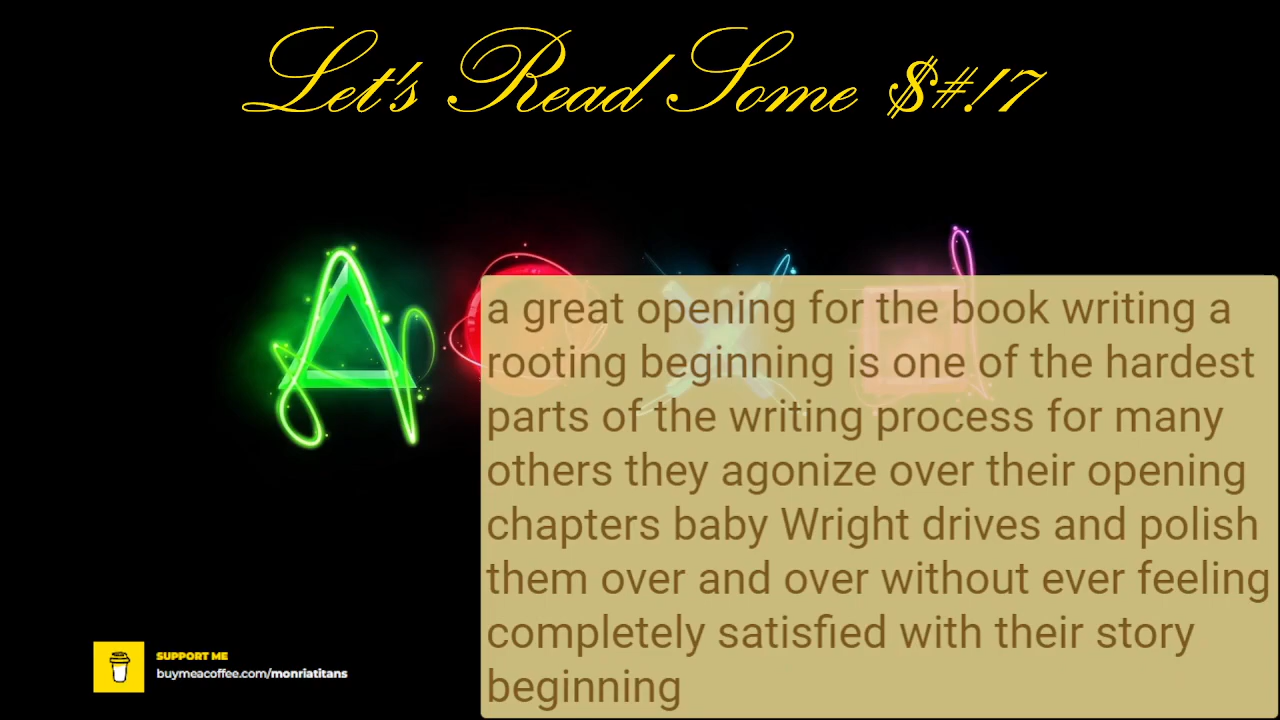 Let's Read Some $#!7
a great opening for the book writing a
rooting beginning is one of the hardest
parts of the writing process for many
others they agonize over their opening
chapters baby Wright drives and polish
them over and over without ever feeling
completely satisfied with their story
beginning
SUPPORT ME
buymeacoffee.com/monriatitans